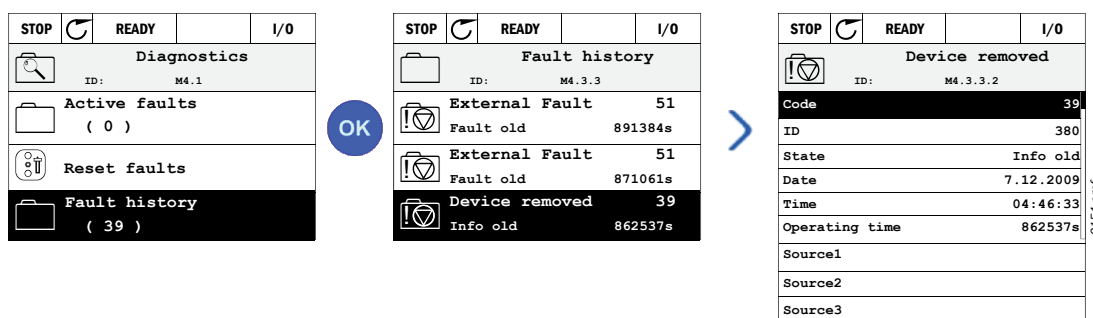 STOP READY I/O
Diagnostics
ID: M4.1
Active faults
( 0 )
Reset faults
Fault history
( 39 )
OK
STOP READY I/O
Fault history
ID: M4.3.3
External Fault 51
Fault old 891384s
External Fault 51
Fault old 871061s
Device removed 39
Info old 862537s
STOP READY I/O
Device removed
ID: M4.3.3.2
Code 39
ID 380
State Info old
Date 7.12.2009
Time 04:46:33
Operating time 862537s
Source1
Source2
Source3